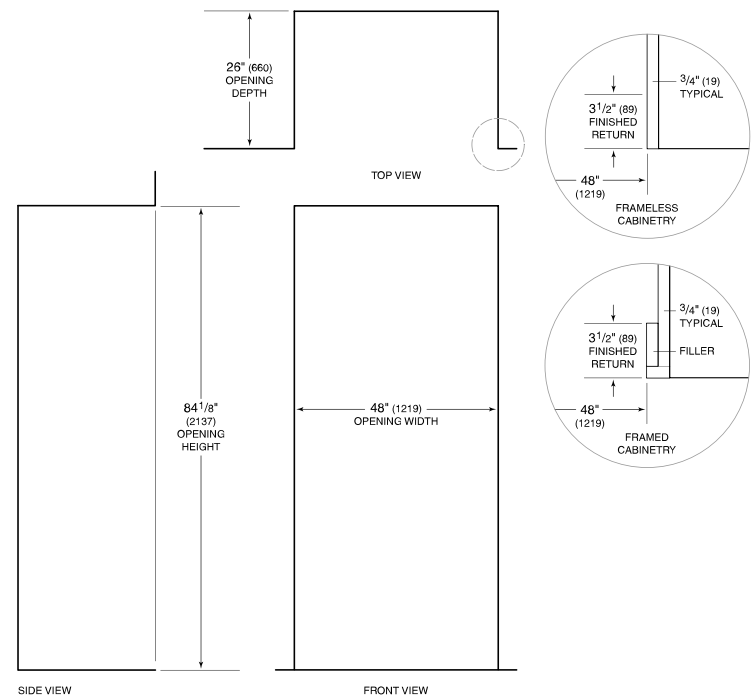 26" (660)
OPENING
DEPTH
TOP VIEW
3/4" (19)
TYPICAL
3 1/2" (89)
FINISHED
RETURN
48"
(1219)
FRAMELESS
CABINETRY
3/4" (19)
TYPICAL
3 1/2" (89)
FINISHED
RETURN
FILLER
48"
(1219)
FRAMED
CABINETRY
84 1/8"
(2137)
OPENING
HEIGHT
48" (1219)
OPENING WIDTH
SIDE VIEW
FRONT VIEW